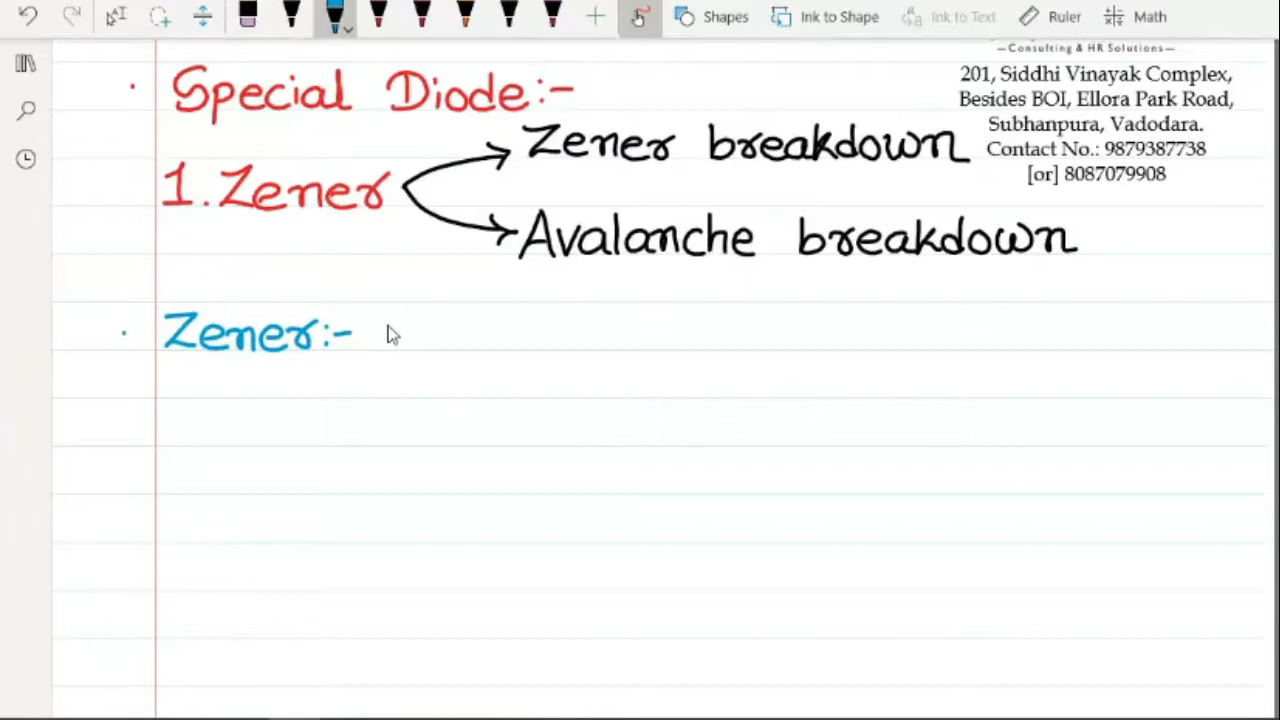 Shapes Ink to Shape Ink to Text Ruler Math
—Consulting & HR Solutions—
201, Siddhi Vinayak Complex,
Besides BOI, Ellora Park Road,
Subhanpura, Vadodara.
Contact No.: 9879387738
[or] 8087079908
· Special Diode:-
1. Zener
Zener breakdown
Avalanche breakdown
· Zener:-